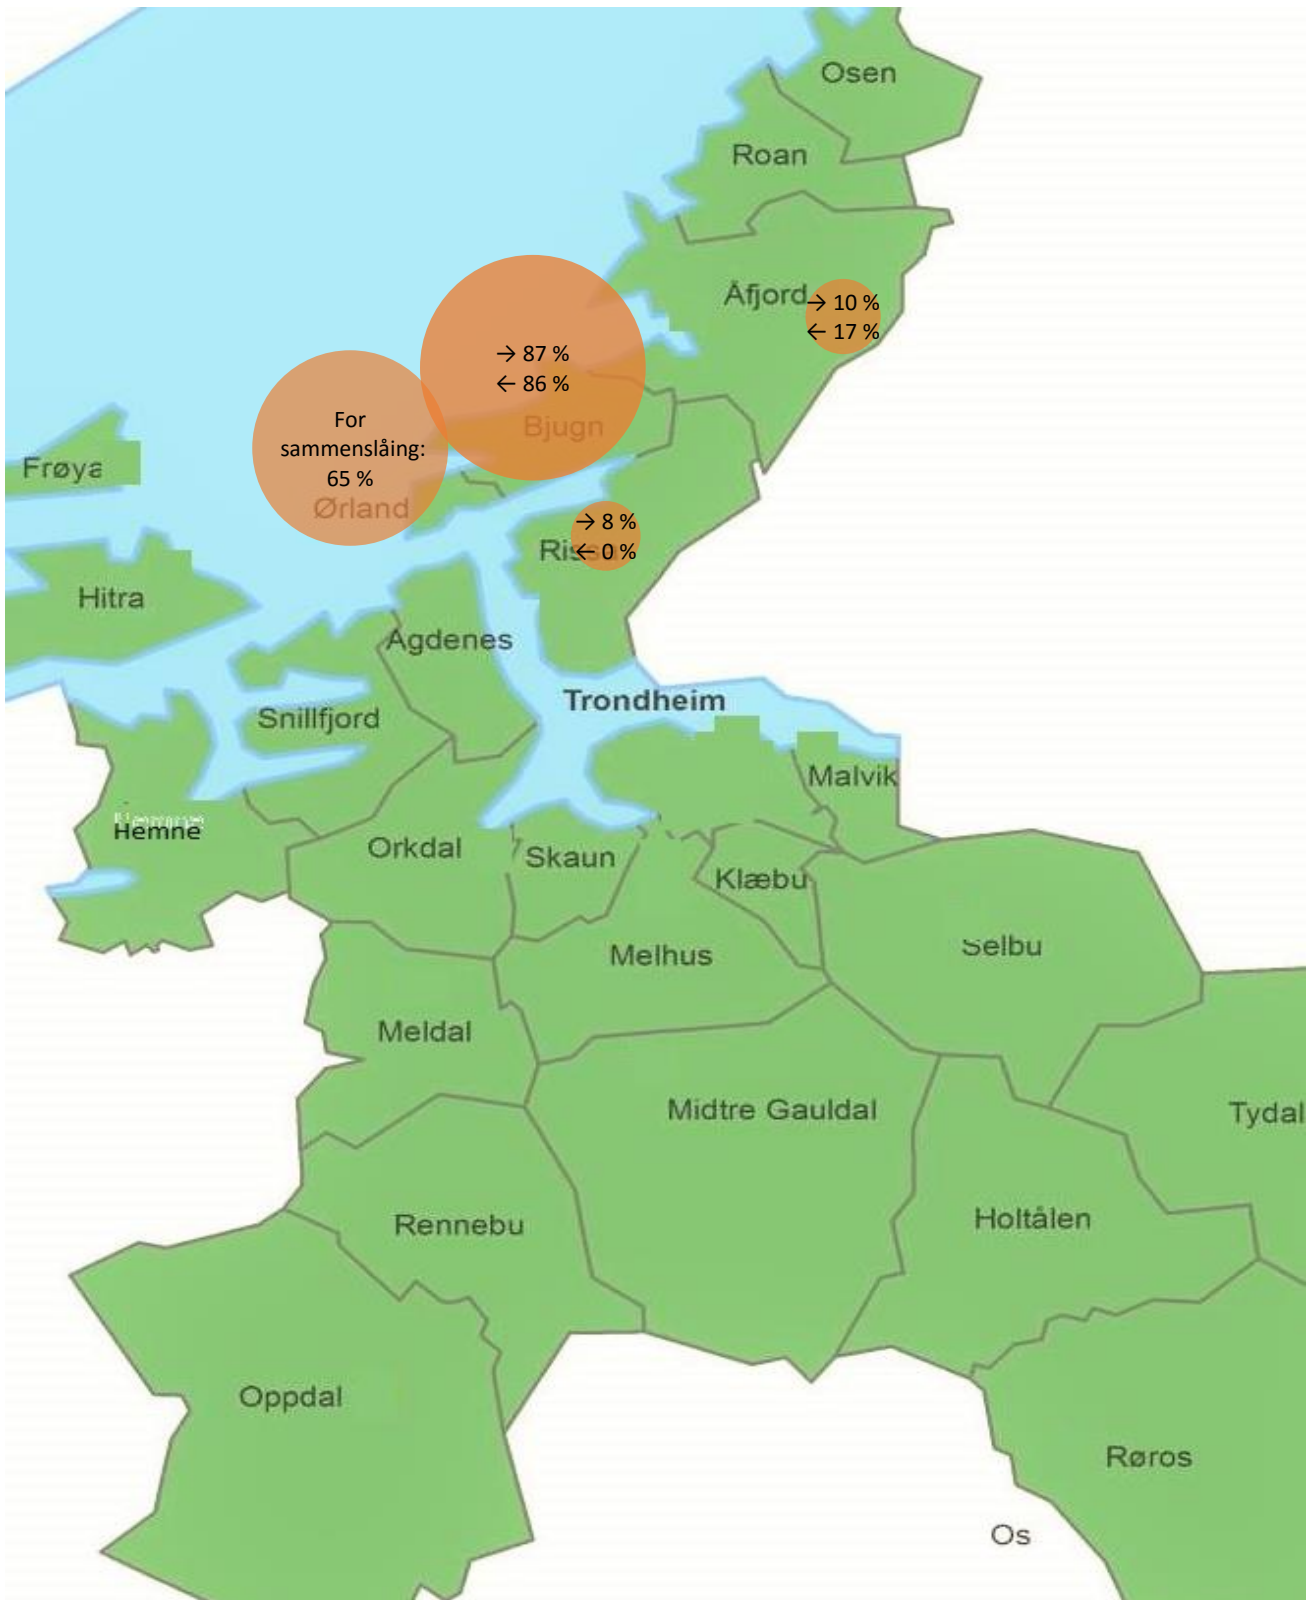 Osen
Roan
Åfjord
→ 10 %
← 17 %
→ 87 %
← 86 %
Bjugn
For
sammenslåing:
65 %
Ørland
Frøya
→ 8 %
← 0 %
Rissa
Hitra
Agdenes
Trondheim
Snillfjord
Malvik
Hemne
Orkdal
Skaun
Klæbu
Melhus
Selbu
Meldal
Midtre Gauldal
Tydal
Rennebu
Holtålen
Oppdal
Røros
Os